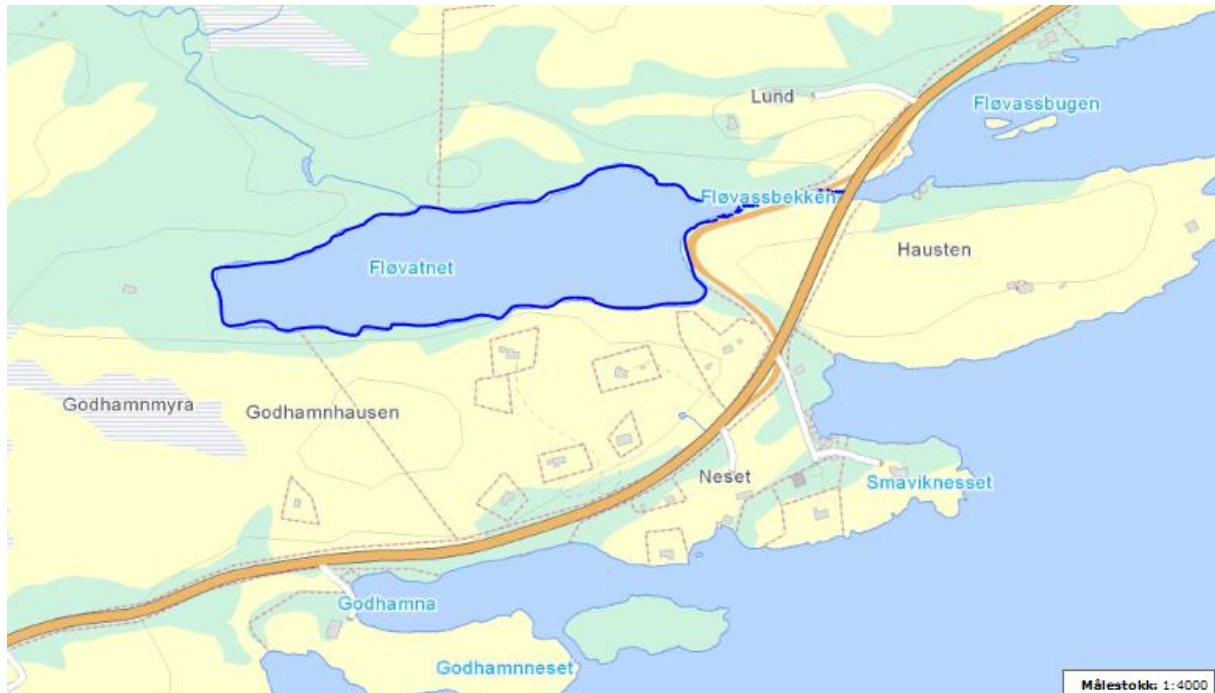 Lund
Fløvassbugen
Fløvassbekken
Hausten
Fløvatnet
Godhamnmyra
Godhamnhausen
Neset
Smaviknesset
Godhamna
Godhamnneset
Målestokk: 1:4000